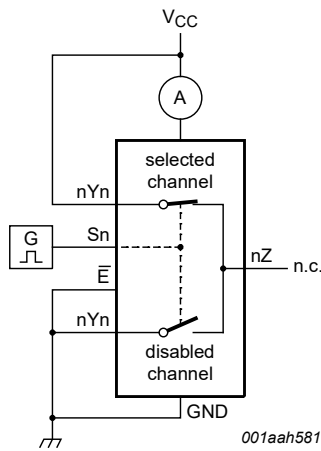 VCC
A
selected
channel
nYn
G
Sn
nZ
n.c.
E̅
nYn
disabled
channel
GND
001aah581